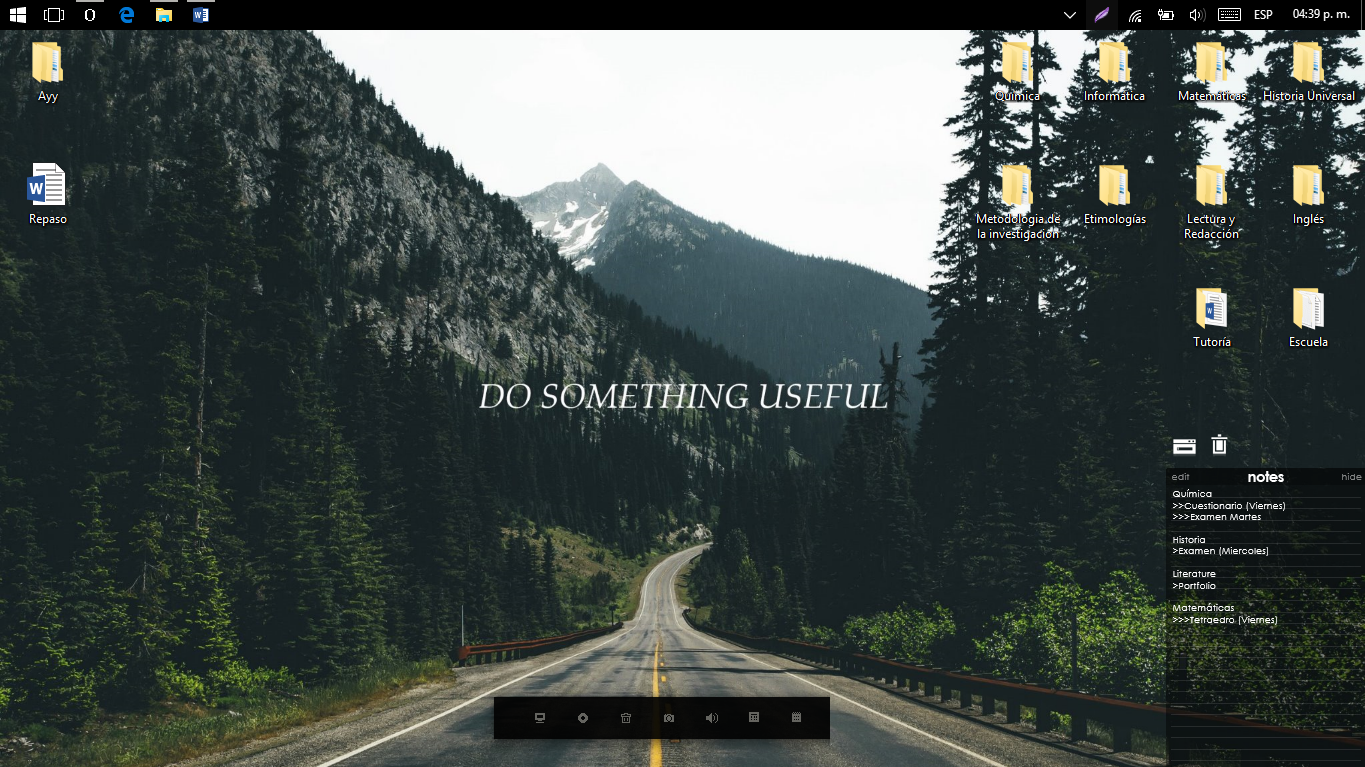 ESP
04:39 p. m.
Ayy
Química
Informática
Matemáticas
Historia Universal
Repaso
Metodología de
la investigación
Etimologías
Lectura y
Redacción
Inglés
Tutoría
Escuela
DO SOMETHING USEFUL
edit
notes
hide
Química
>>Cuestionario (Viernes)
>>>Examen Martes
Historia
>Examen (Miercoles)
Literature
>Portfolio
Matemáticas
>>>Tetraedro (Viernes)